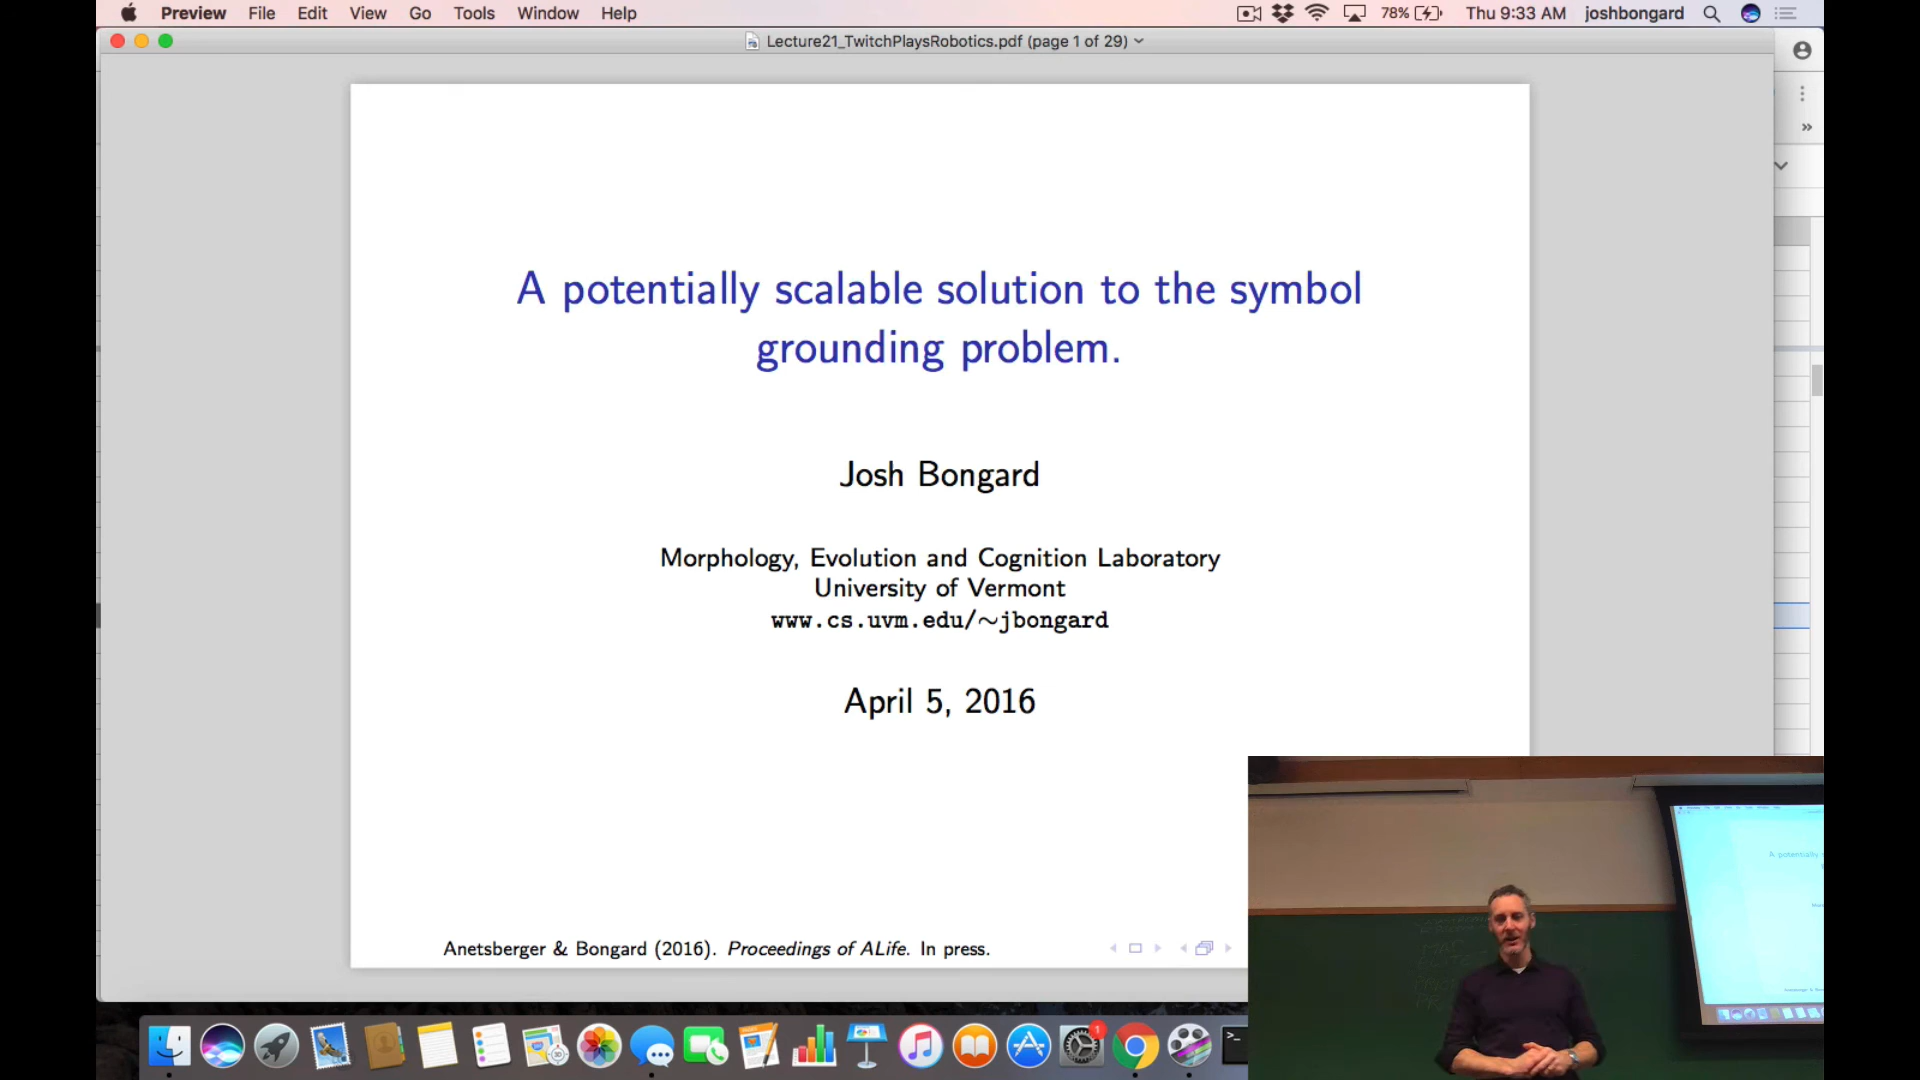 Preview File Edit View Go Tools Window Help 78% Thu 9:33 AM joshbongard
Lecture21_TwitchPlaysRobotics.pdf (page 1 of 29)
A potentially scalable solution to the symbol
grounding problem.
Josh Bongard
Morphology, Evolution and Cognition Laboratory
University of Vermont
www.cs.uvm.edu/~jbongard
April 5, 2016
Anetsberger & Bongard (2016). Proceedings of ALife. In press.
A potentially
1